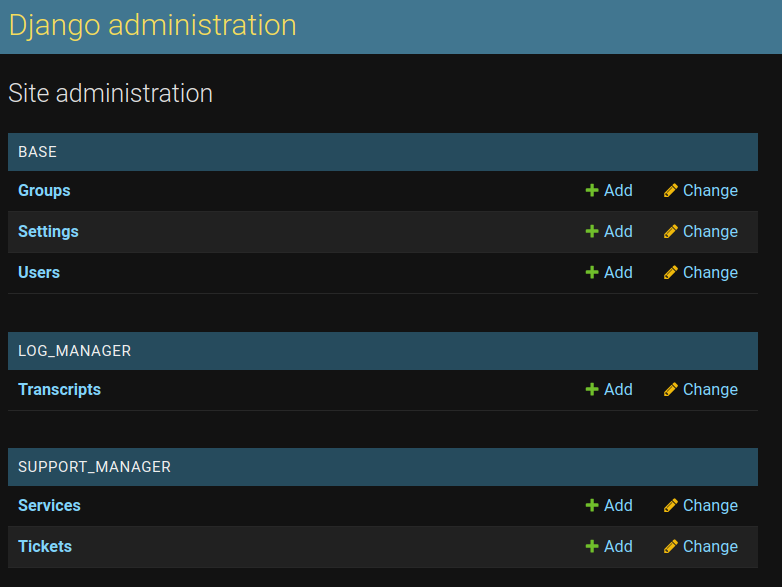 Django administration
Site administration
BASE
Groups Add Change
Settings Add Change
Users Add Change
LOG_MANAGER
Transcripts Add Change
SUPPORT_MANAGER
Services Add Change
Tickets Add Change